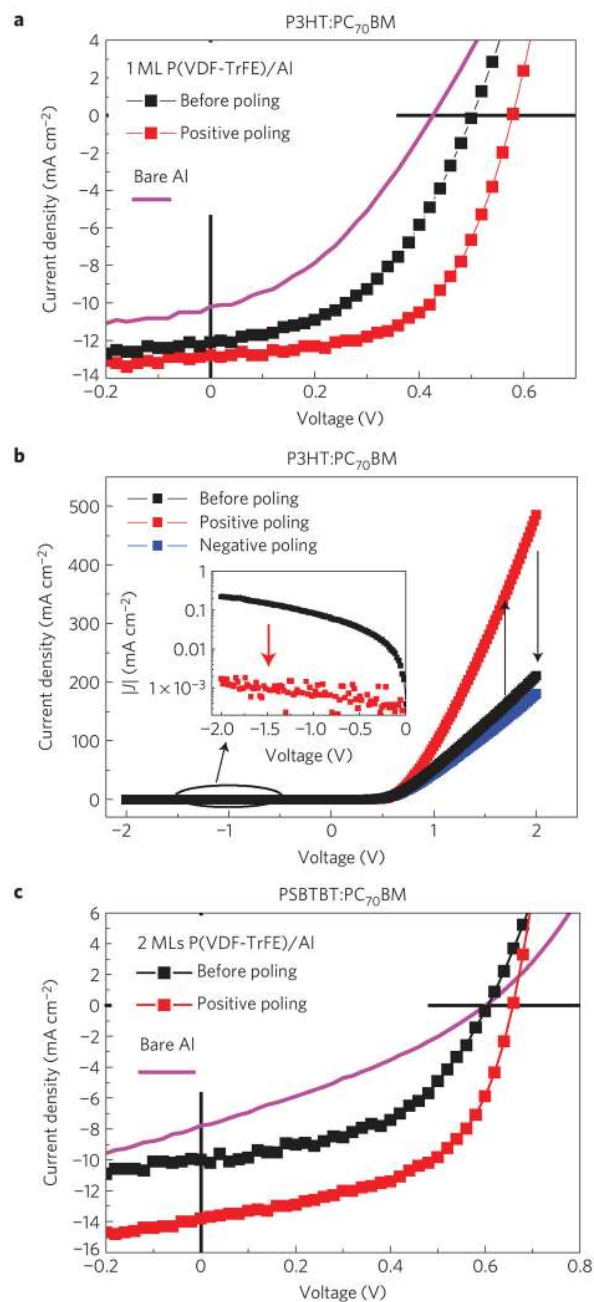 a
P3HT:PC₇₀BM
4
2
0
−2
−4
−6
−8
−10
−12
−14
Current density (mA cm⁻²)
1 ML P(VDF-TrFE)/Al
Before poling
Positive poling
Bare Al
−0.2 0 0.2 0.4 0.6
Voltage (V)
b
P3HT:PC₇₀BM
500
400
300
200
100
0
Current density (mA cm⁻²)
Before poling
Positive poling
Negative poling
1
0.1
0.01
1 × 10⁻³
|J| (mA cm⁻²)
−2.0 −1.5 −1.0 −0.5 0
Voltage (V)
−2 −1 0 1 2
Voltage (V)
c
PSBTBT:PC₇₀BM
6
4
2
0
−2
−4
−6
−8
−10
−12
−14
−16
Current density (mA cm⁻²)
2 MLs P(VDF-TrFE)/Al
Before poling
Positive poling
Bare Al
−0.2 0 0.2 0.4 0.6 0.8
Voltage (V)